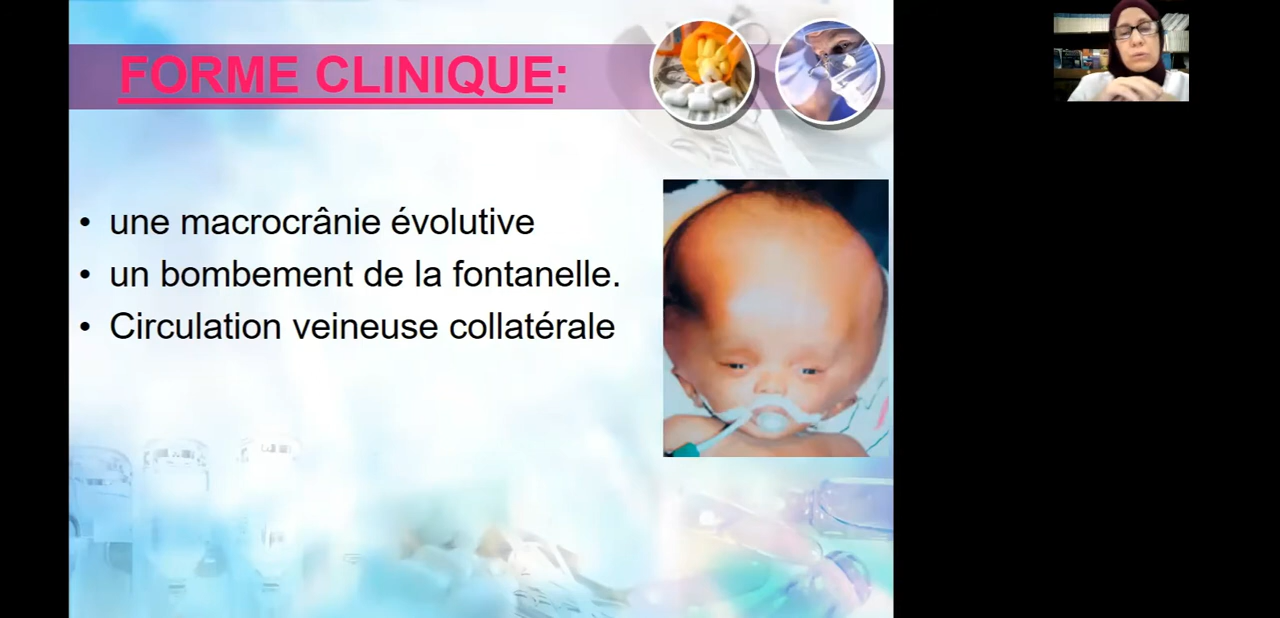 FORME CLINIQUE:
• une macrocrânie évolutive
• un bombement de la fontanelle.
• Circulation veineuse collatérale